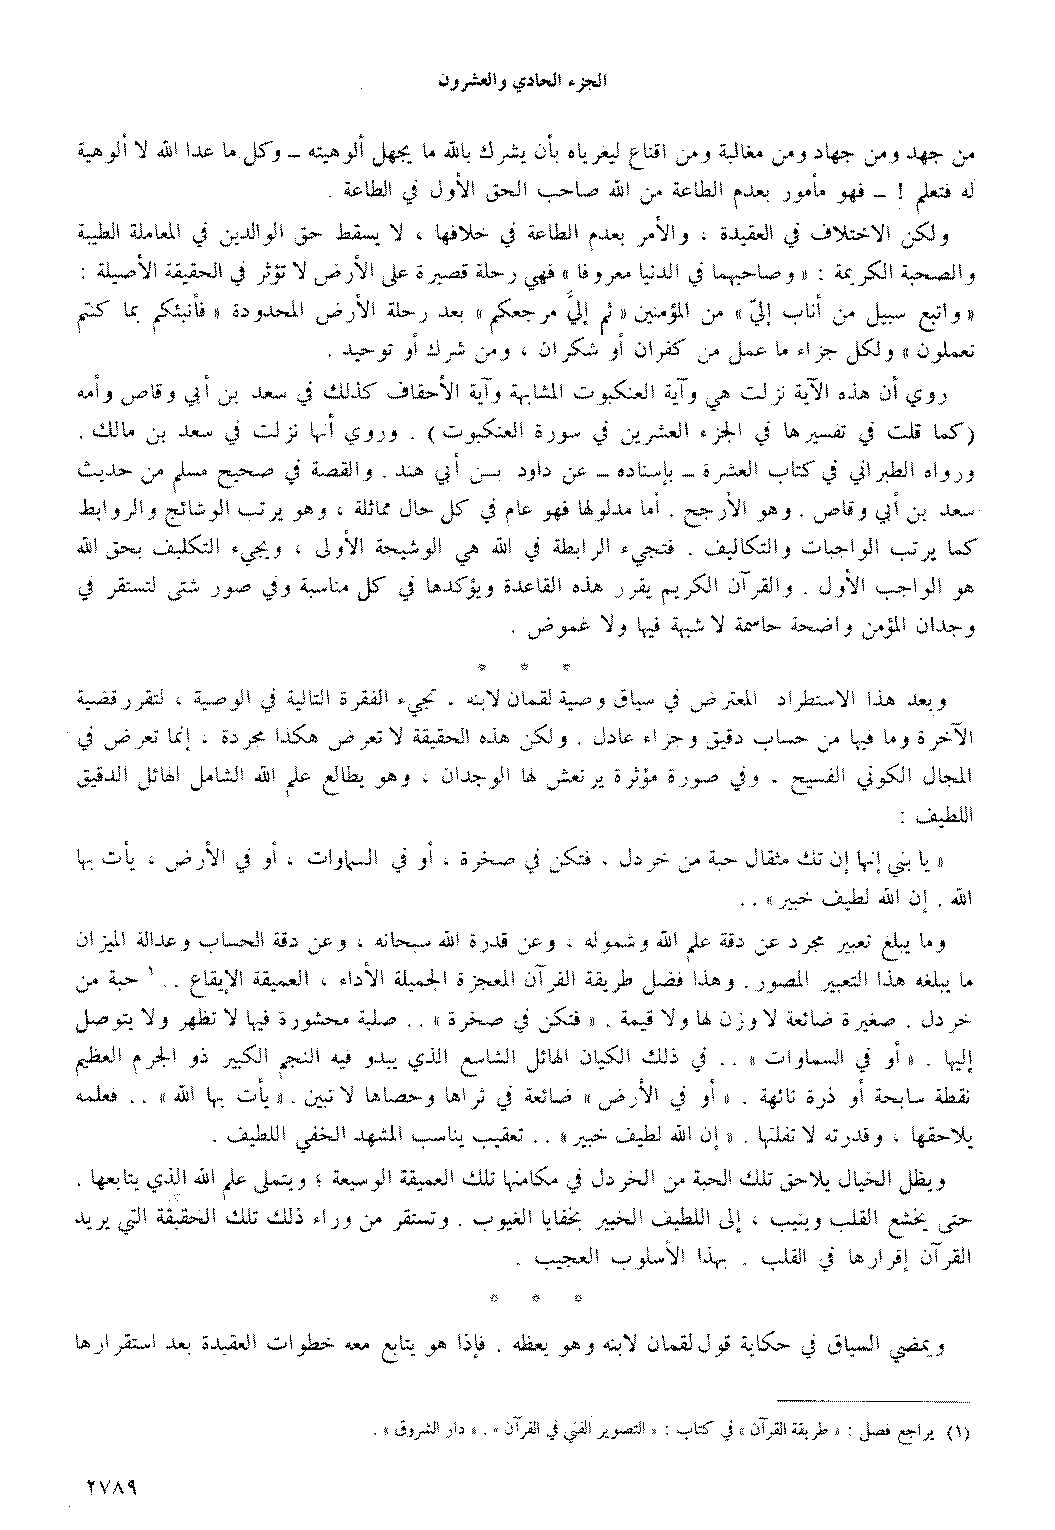 الجزء الحادي والعشرون
من جهد ومن جهاد ومن مغالبة ومن اقناع ليغرياه بأن يشرك بالله ما يجهل ألوهيته – وكل ما عدا الله لا ألوهية
له فتعلم ! – فهو مأمور بعدم الطاعة من الله صاحب الحق الأول في الطاعة .
ولكن الاختلاف في العقيدة ، والأمر بعدم الطاعة في خلافها ، لا يسقط حق الوالدين في المعاملة الطيبة
والصحبة الكريمة : « وصاحبهما في الدنيا معروفا » فهي رحلة قصيرة على الأرض لا تؤثر في الحقيقة الأصيلة :
« واتبع سبيل من أناب إليّ » من المؤمنين « ثم إليَّ مرجعكم » بعد رحلة الأرض المحدودة « فأنبئكم بما كنتم
تعملون » ولكل جزاء ما عمل من كفران أو شكران ، ومن شرك أو توحيد .
روي أن هذه الآية نزلت هي وآية العنكبوت المشابهة وآية الأحقاف كذلك في سعد بن أبي وقاص وأمه
(كما قلت في تفسيرها في الجزء العشرين في سورة العنكبوت) . وروي أنها نزلت في سعد بن مالك .
ورواه الطبراني في كتاب العشرة – بإسناده – عن داود بـن أبي هند . والقصة في صحيح مسلم من حديث
سعد بن أبي وقاص . وهو الأرجح . أما مدلولها فهو عام في كل حال مماثلة ، وهو يرتب الوشائج والروابط
كما يرتب الواجبات والتكاليف . فتجيء الرابطة في الله هي الوشيجة الأولى ، ويجيء التكليف بحق الله
هو الواجب الأول . والقرآن الكريم يقرر هذه القاعدة ويؤكدها في كل مناسبة وفي صور شتى لتستقر في
وجدان المؤمن واضحة حاسمة لا شبهة فيها ولا غموض .
* * *
وبعد هذا الاستطراد المعترض في سياق وصية لقمان لابنه . تجيء الفقرة التالية في الوصية ، لتقرر قضية
الآخرة وما فيها من حساب دقيق وجزاء عادل . ولكن هذه الحقيقة لا تعرض هكذا مجردة ، إنما تعرض في
المجال الكوني الفسيح . وفي صورة مؤثرة يرتعش لها الوجدان ، وهو يطالع علم الله الشامل الهائل الدقيق
اللطيف :
« يا بني إنها إن تك مثقال حبة من خردل . فتكن في صخرة ، أو في السماوات ، أو في الأرض ، يأت بها
الله . إن الله لطيف خبير » . .
وما يبلغ تعبير مجرد عن دقة علم الله وشموله ، وعن قدرة الله سبحانه ، وعن دقة الحساب وعدالة الميزان
ما يبلغه هذا التعبير المصور . وهذا فضل طريقة القرآن المعجزة الجميلة الأداء ، العميقة الإيقاع . . ١ حبة من
خردل . صغيرة ضائعة لا وزن لها ولا قيمة . « فتكن في صخرة » . . صلبة محشورة فيها لا تظهر ولا يتوصل
إليها . « أو في السماوات » . . في ذلك الكيان الهائل الشاسع الذي يبدو فيه النجم الكبير ذو الجرم العظيم
نقطة سابحة أو ذرة تائهة . « أو في الأرض » ضائعة في ثراها وحصاها لا تبين . « يأت بها الله » . . فعلمه
يلاحقها ، وقدرته لا تفلتها . « إن الله لطيف خبير » . . تعقيب يناسب المشهد الخفي اللطيف .
ويظل الخيال يلاحق تلك الحبة من الخردل في مكامنها تلك العميقة الوسيعة ؛ ويتملى علم الله الذي يتابعها .
حتى يخشع القلب وينيب ، إلى اللطيف الخبير بخفايا الغيوب . وتستقر من وراء ذلك تلك الحقيقة التي يريد
القرآن إقرارها في القلب . بهذا الأسلوب العجيب .
* * *
ويمضي السياق في حكاية قول لقمان لابنه وهو يعظه . فإذا هو يتابع معه خطوات العقيدة بعد استقرارها
(١) يراجع فصل : « طريقة القرآن » في كتاب : « التصوير الفني في القرآن » . « دار الشروق » .
٢٧٨٩